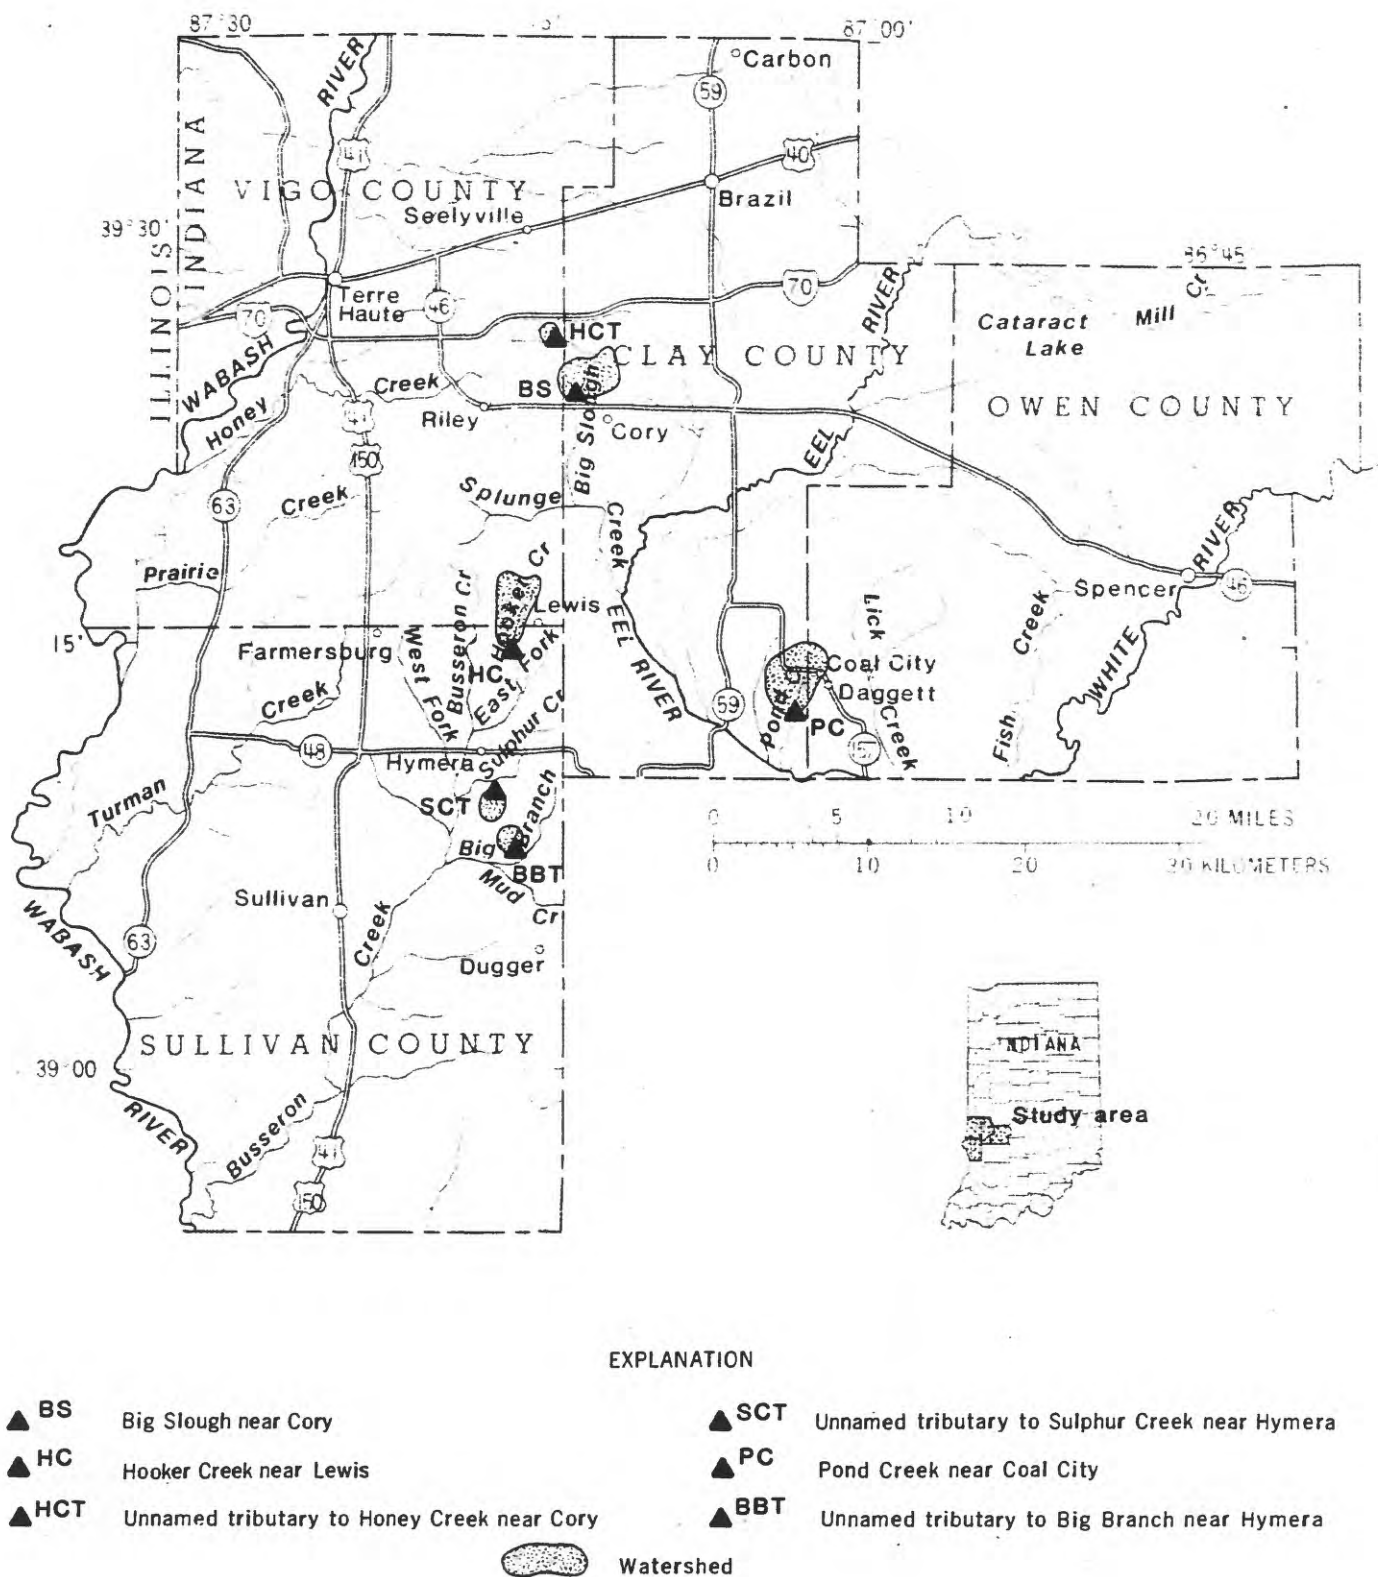 87°30'
87°00'
Carbon
RIVER
59
41
40
ILLINOIS
INDIANA
VIGO COUNTY
Seelyville
Brazil
39°30'
86°45'
Terre
Haute
46
70
70
RIVER
Cr
Mill
Cataract
Lake
HCT
CLAY COUNTY
WABASH
Creek
BS
OWEN COUNTY
Honey
41
Riley
Cory
Big Slough
EEL
150
63
Creek
Splunge
Creek
RIVER
Prairie
Cr
Lewis
Spencer
46
15'
Farmersburg
West
Fork
Busseron Cr
Hooker
HC
East
Fork
EEL RIVER
Lick
Creek
Creek
Fish
WHITE
Coal City
Daggett
Creek
59
Pond
PC
157
48
Hymera
Sulphur Cr
Turman
SCT
Branch
Big
BBT
0 5 10 20 MILES
0 10 20 30 KILOMETERS
Mud
Cr
Sullivan
Creek
WABASH
63
Dugger
SULLIVAN COUNTY
INDIANA
39°00
Study area
RIVER
Busseron
41
150
EXPLANATION
BS Big Slough near Cory
HC Hooker Creek near Lewis
HCT Unnamed tributary to Honey Creek near Cory
SCT Unnamed tributary to Sulphur Creek near Hymera
PC Pond Creek near Coal City
BBT Unnamed tributary to Big Branch near Hymera
Watershed